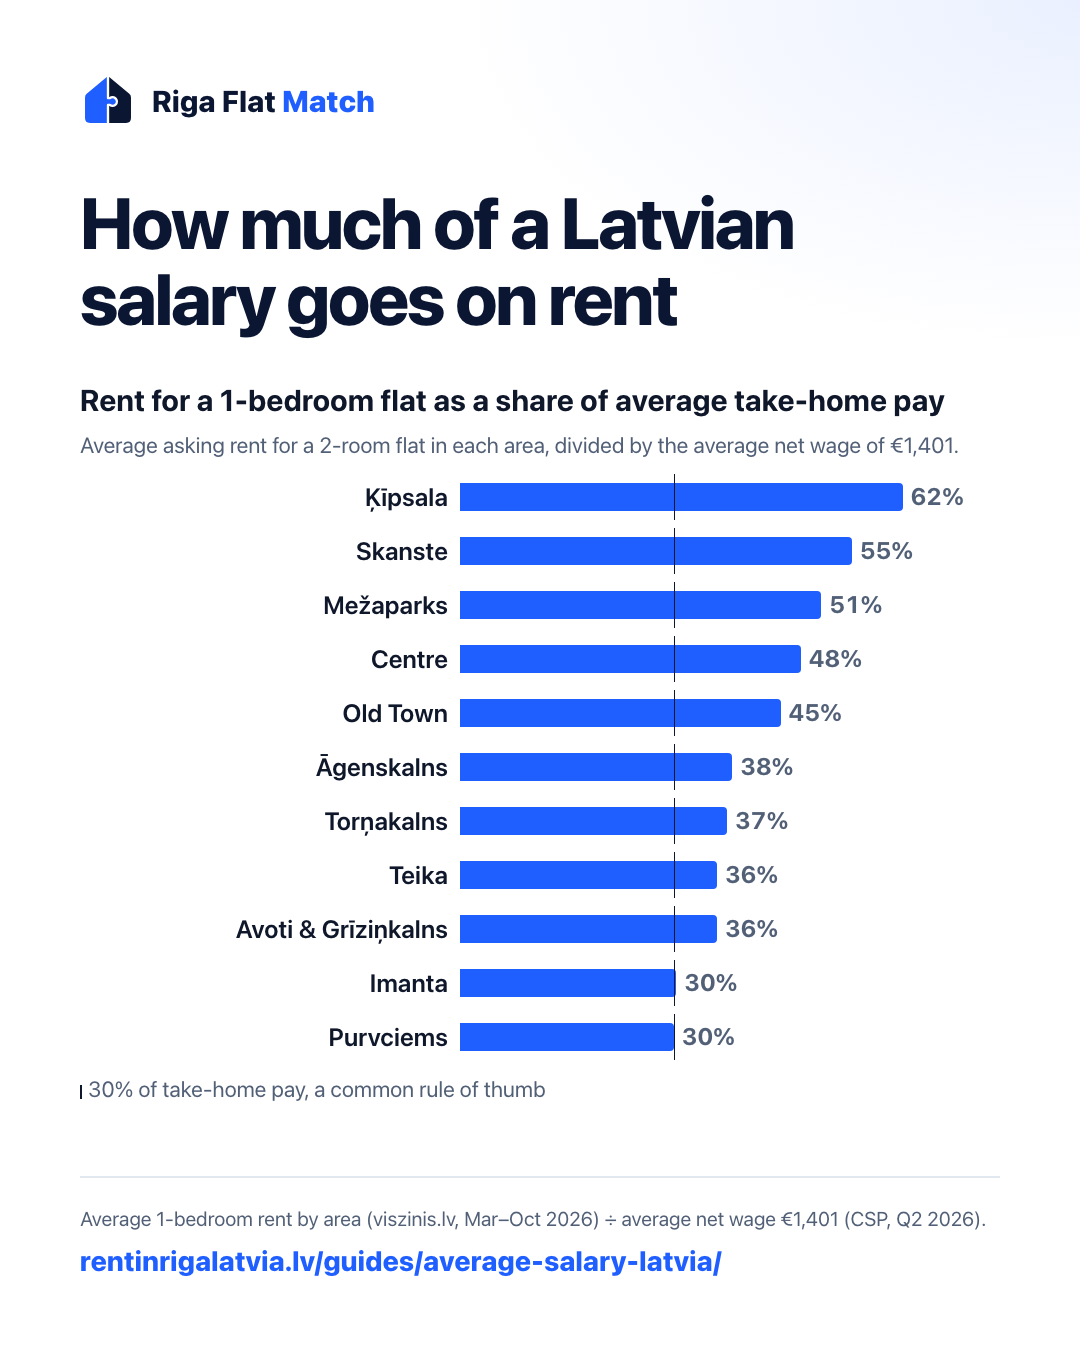 Riga Flat Match
How much of a Latvian
salary goes on rent
Rent for a 1-bedroom flat as a share of average take-home pay
Average asking rent for a 2-room flat in each area, divided by the average net wage of €1,401.
Ķīpsala 62%
Skanste 55%
Mežaparks 51%
Centre 48%
Old Town 45%
Āgenskalns 38%
Torņakalns 37%
Teika 36%
Avoti & Grīziņkalns 36%
Imanta 30%
Purvciems 30%
30% of take-home pay, a common rule of thumb
Average 1-bedroom rent by area (viszinis.lv, Mar–Oct 2026) ÷ average net wage €1,401 (CSP, Q2 2026).
rentinrigalatvia.lv/guides/average-salary-latvia/